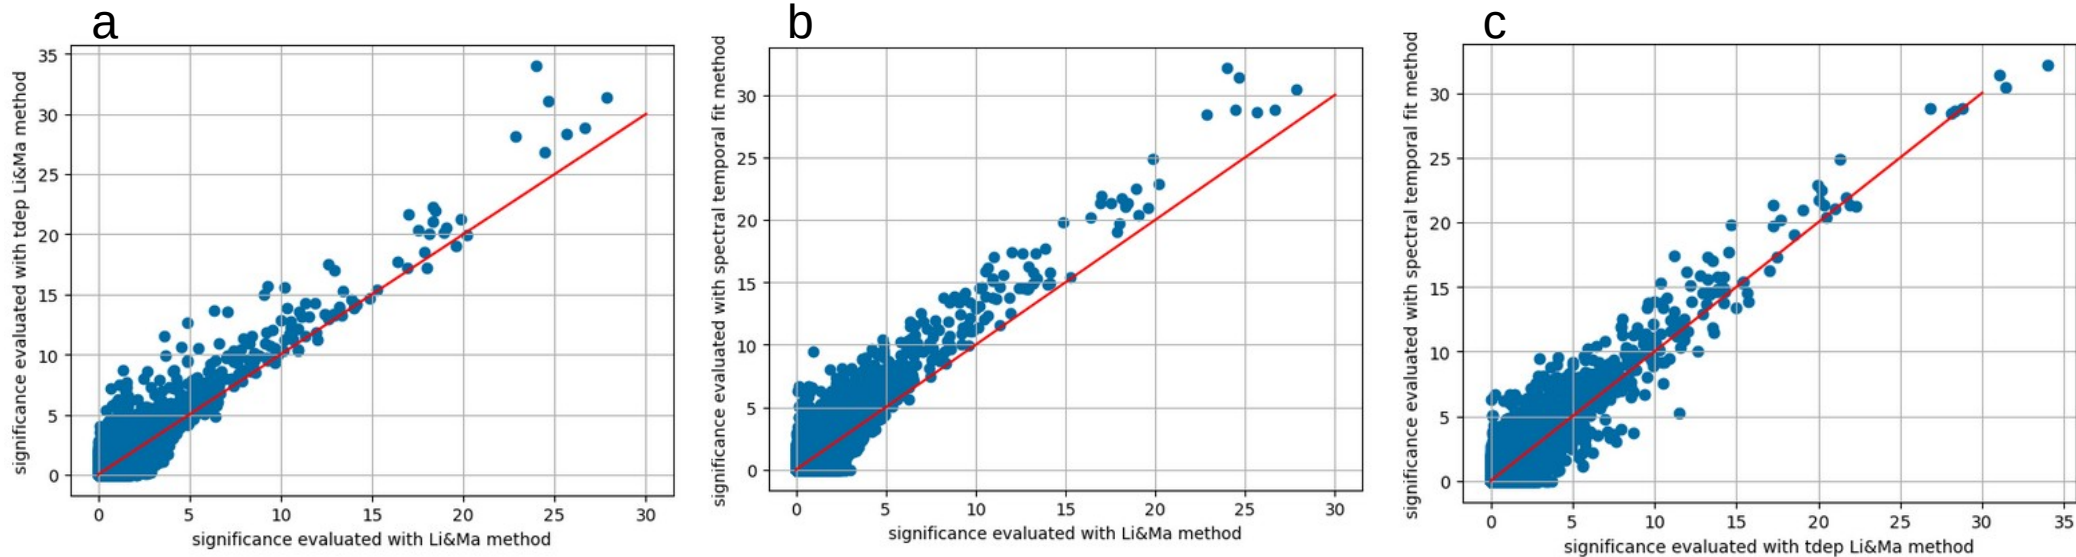 a
35
30
25
20
15
10
5
0
significance evaluated with tdep Li&Ma method
0 5 10 15 20 25 30
significance evaluated with Li&Ma method
b
30
25
20
15
10
5
0
significance evaluated with spectral temporal fit method
0 5 10 15 20 25 30
significance evaluated with Li&Ma method
c
30
25
20
15
10
5
0
significance evaluated with spectral temporal fit method
0 5 10 15 20 25 30 35
significance evaluated with tdep Li&Ma method